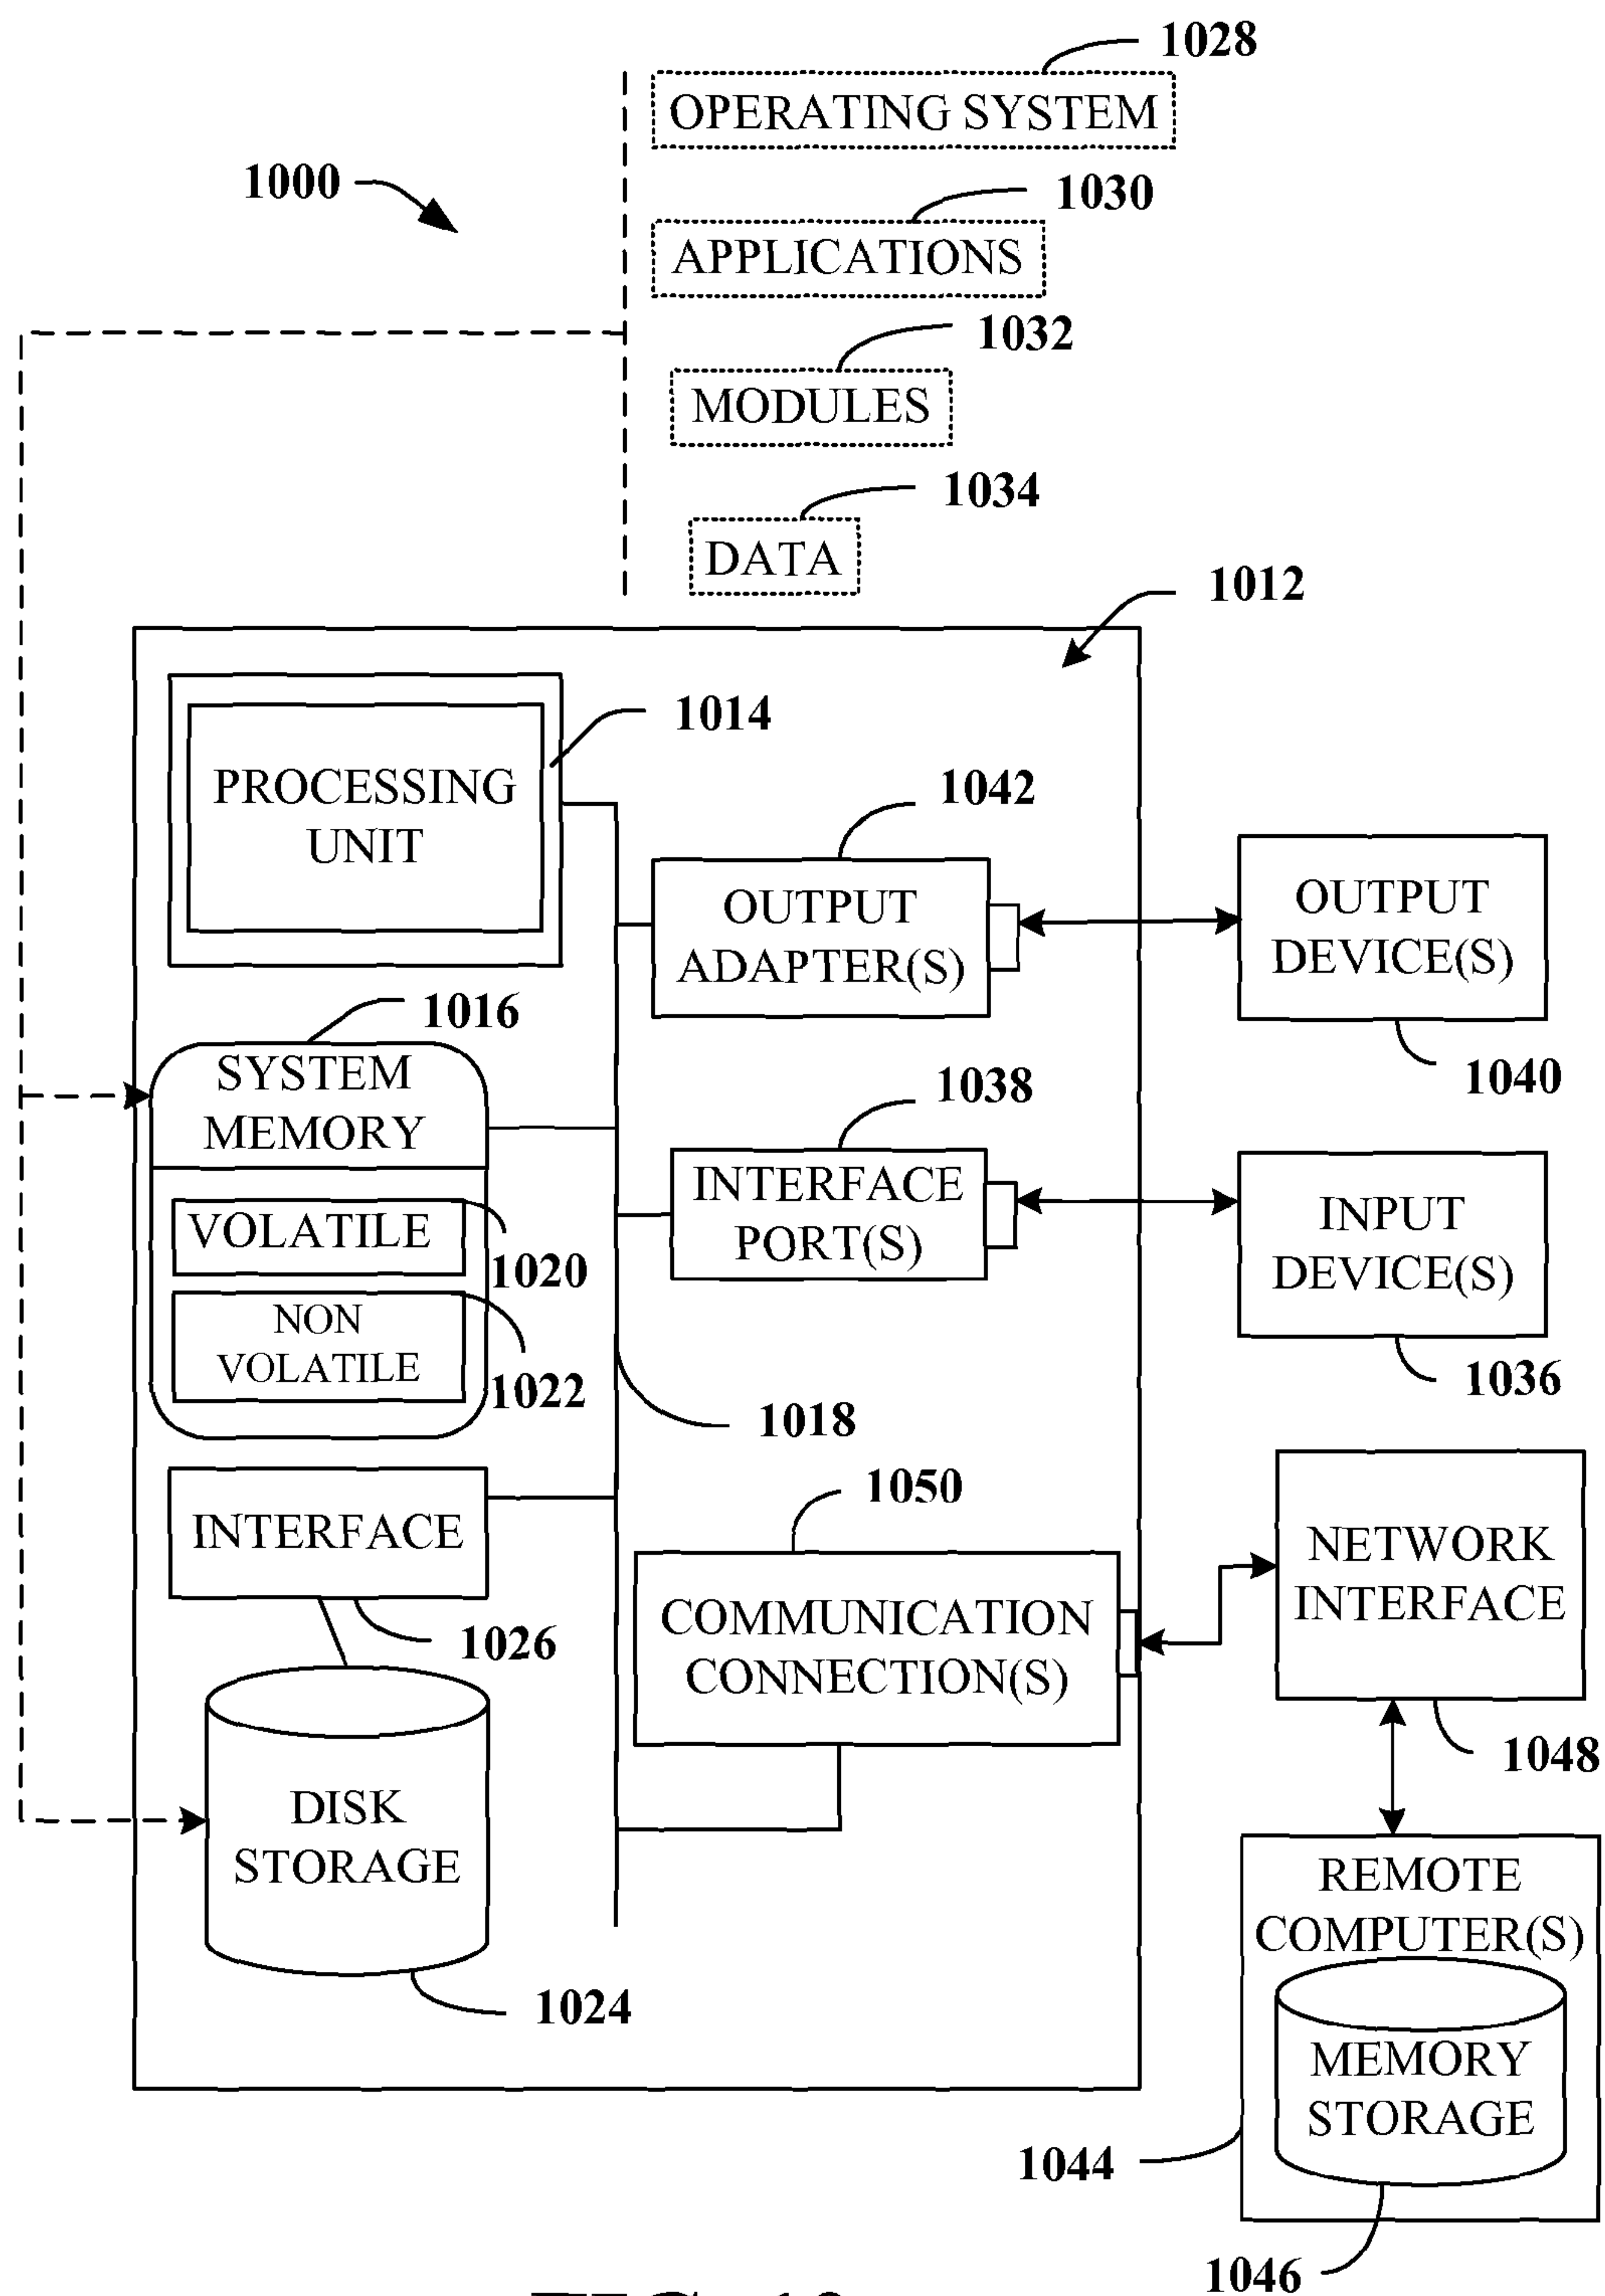 1028
OPERATING SYSTEM
1000
1030
APPLICATIONS
1032
MODULES
1034
DATA
1012
1014
PROCESSING
UNIT
1042
OUTPUT
ADAPTER(S)
OUTPUT
DEVICE(S)
1040
1016
SYSTEM
MEMORY
1038
INTERFACE
PORT(S)
INPUT
DEVICE(S)
1036
VOLATILE
1020
NON
VOLATILE
1022
1018
1050
INTERFACE
1026
COMMUNICATION
CONNECTION(S)
NETWORK
INTERFACE
1048
DISK
STORAGE
1024
REMOTE
COMPUTER(S)
MEMORY
STORAGE
1044
1046